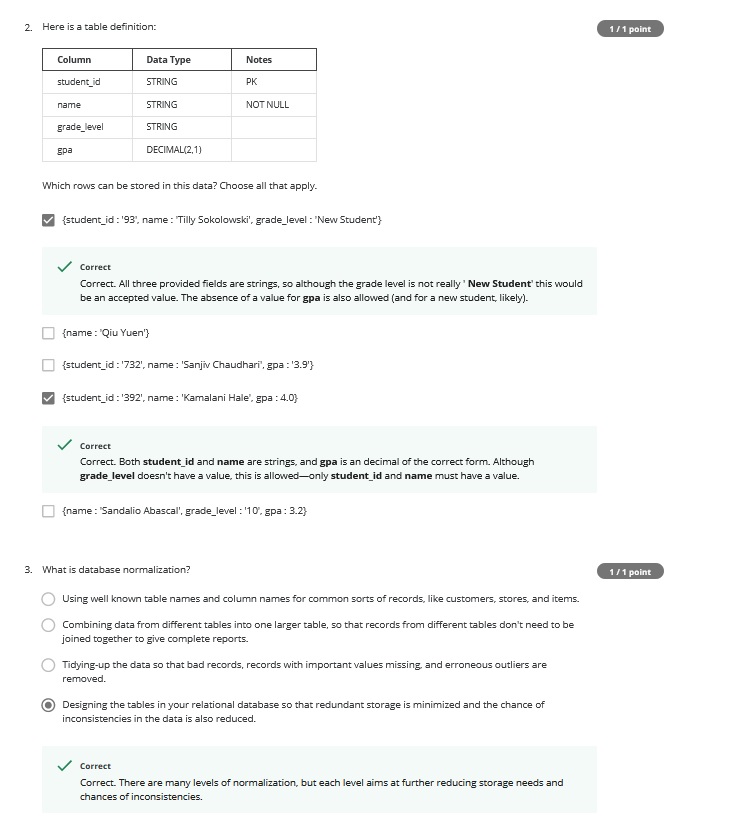 2. Here is a table definition:
1 / 1 point
Column Data Type Notes
student_id STRING PK
name STRING NOT NULL
grade_level STRING
gpa DECIMAL(2,1)
Which rows can be stored in this data? Choose all that apply.
{student_id : '93', name : 'Tilly Sokolowski', grade_level : 'New Student'}
Correct
Correct. All three provided fields are strings, so although the grade level is not really ' New Student' this would
be an accepted value. The absence of a value for gpa is also allowed (and for a new student, likely).
{name : 'Qiu Yuen'}
{student_id : '732', name : 'Sanjiv Chaudhari', gpa : '3.9'}
{student_id : '392', name : 'Kamalani Hale', gpa : 4.0}
Correct
Correct. Both student_id and name are strings, and gpa is an decimal of the correct form. Although
grade_level doesn't have a value, this is allowed—only student_id and name must have a value.
{name : 'Sandalio Abascal', grade_level : '10', gpa : 3.2}
3. What is database normalization?
1 / 1 point
Using well known table names and column names for common sorts of records, like customers, stores, and items.
Combining data from different tables into one larger table, so that records from different tables don't need to be
joined together to give complete reports.
Tidying-up the data so that bad records, records with important values missing, and erroneous outliers are
removed.
Designing the tables in your relational database so that redundant storage is minimized and the chance of
inconsistencies in the data is also reduced.
Correct
Correct. There are many levels of normalization, but each level aims at further reducing storage needs and
chances of inconsistencies.